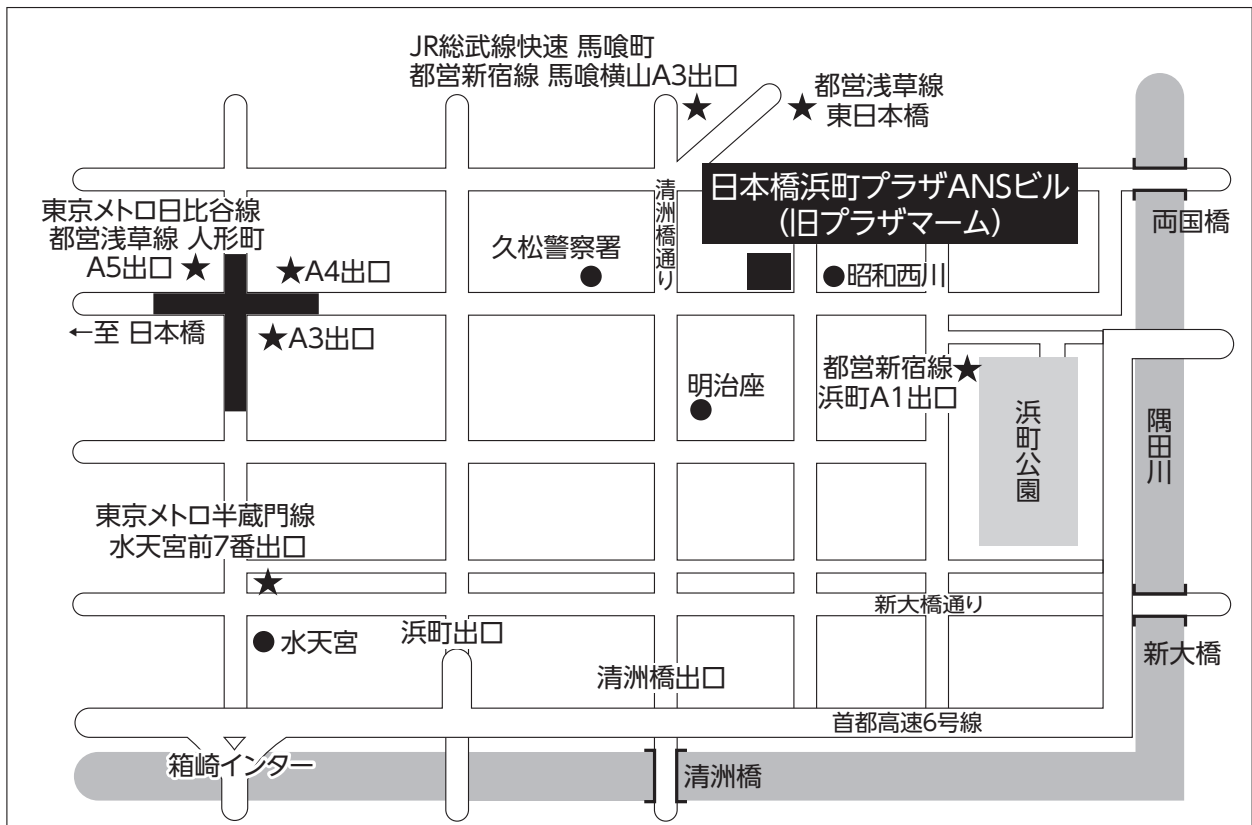 JR総武線快速 馬喰町
都営新宿線 馬喰横山A3出口
都営浅草線
東日本橋
清洲橋通り
日本橋浜町プラザANSビル
(旧プラザマーム)
両国橋
東京メトロ日比谷線
都営浅草線 人形町
A5出口
A4出口
久松警察署
昭和西川
←至 日本橋
A3出口
明治座
都営新宿線
浜町A1出口
浜町公園
隅田川
東京メトロ半蔵門線
水天宮前7番出口
新大橋通り
水天宮
浜町出口
新大橋
清洲橋出口
首都高速6号線
箱崎インター
清洲橋